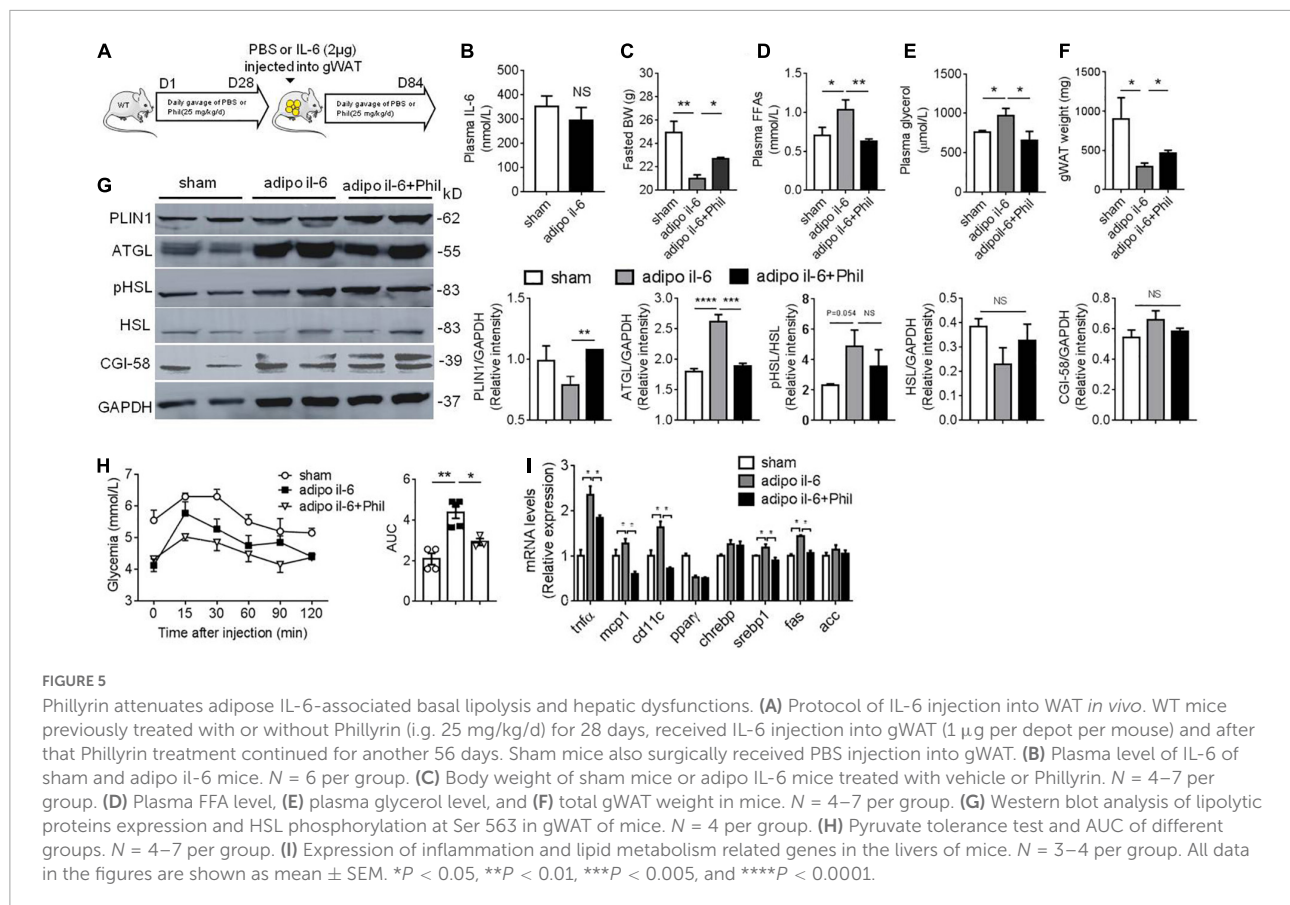 A
PBS or IL-6 (2µg)
injected into gWAT
D1
D28
D84
WT
Daily gavage of PBS or
Phil(25 mg/kg/d)
Daily gavage of PBS or
Phil(25 mg/kg/d)
B
Plasma IL-6
(nmol/L)
400
350
300
250
200
150
100
50
0
NS
sham
adipo il-6
C
Fasted BW (g)
28
26
24
22
20
**
*
sham
adipo il-6
adipo il-6+Phil
D
Plasma FFAs
(mmol/L)
1.5
1.0
0.5
0.0
*
**
sham
adipo il-6
adipo il-6+Phil
E
Plasma glycerol
(µmol/L)
1500
1250
1000
750
500
250
0
*
*
sham
adipo il-6
adipoil-6+Phil
F
gWAT weight (mg)
1500
1000
500
0
*
*
sham
adipo il-6
adipo il-6+Phil
G
sham
adipo il-6
adipo il-6+Phil
kD
PLIN1
-62
ATGL
-55
pHSL
-83
HSL
-83
CGI-58
-39
GAPDH
-37
sham
adipo il-6
adipo il-6+Phil
PLIN1/GAPDH
(Relative intensity)
1.5
1.0
0.5
**
ATGL/GAPDH
(Relative intensity)
3.0
2.5
2.0
1.5
1.0
****
***
pHSL/HSL
(Relative intensity)
8
6
4
2
0
P=0.054
NS
HSL/GAPDH
(Relative intensity)
0.5
0.4
0.3
0.2
0.1
0.0
NS
CGI-58/GAPDH
(Relative intensity)
0.8
0.6
0.4
0.2
0.0
NS
H
Glycemia (mmol/L)
7
6
5
4
3
sham
adipo il-6
adipo il-6+Phil
0 15 30 60 90 120
Time after injection (min)
AUC
6
4
2
0
**
*
I
mRNA levels
(Relative expression)
3
2
1
0
sham
adipo il-6
adipo il-6+Phil
* *
* *
* *
* *
* *
tnfα
mcp1
cd11c
pparγ
chrebp
srebp1
fas
acc
FIGURE 5
Phillyrin attenuates adipose IL-6-associated basal lipolysis and hepatic dysfunctions. (A) Protocol of IL-6 injection into WAT in vivo. WT mice
previously treated with or without Phillyrin (i.g. 25 mg/kg/d) for 28 days, received IL-6 injection into gWAT (1 µg per depot per mouse) and after
that Phillyrin treatment continued for another 56 days. Sham mice also surgically received PBS injection into gWAT. (B) Plasma level of IL-6 of
sham and adipo il-6 mice. N = 6 per group. (C) Body weight of sham mice or adipo IL-6 mice treated with vehicle or Phillyrin. N = 4–7 per
group. (D) Plasma FFA level, (E) plasma glycerol level, and (F) total gWAT weight in mice. N = 4–7 per group. (G) Western blot analysis of lipolytic
proteins expression and HSL phosphorylation at Ser 563 in gWAT of mice. N = 4 per group. (H) Pyruvate tolerance test and AUC of different
groups. N = 4–7 per group. (I) Expression of inflammation and lipid metabolism related genes in the livers of mice. N = 3–4 per group. All data
in the figures are shown as mean ± SEM. *P < 0.05, **P < 0.01, ***P < 0.005, and ****P < 0.0001.